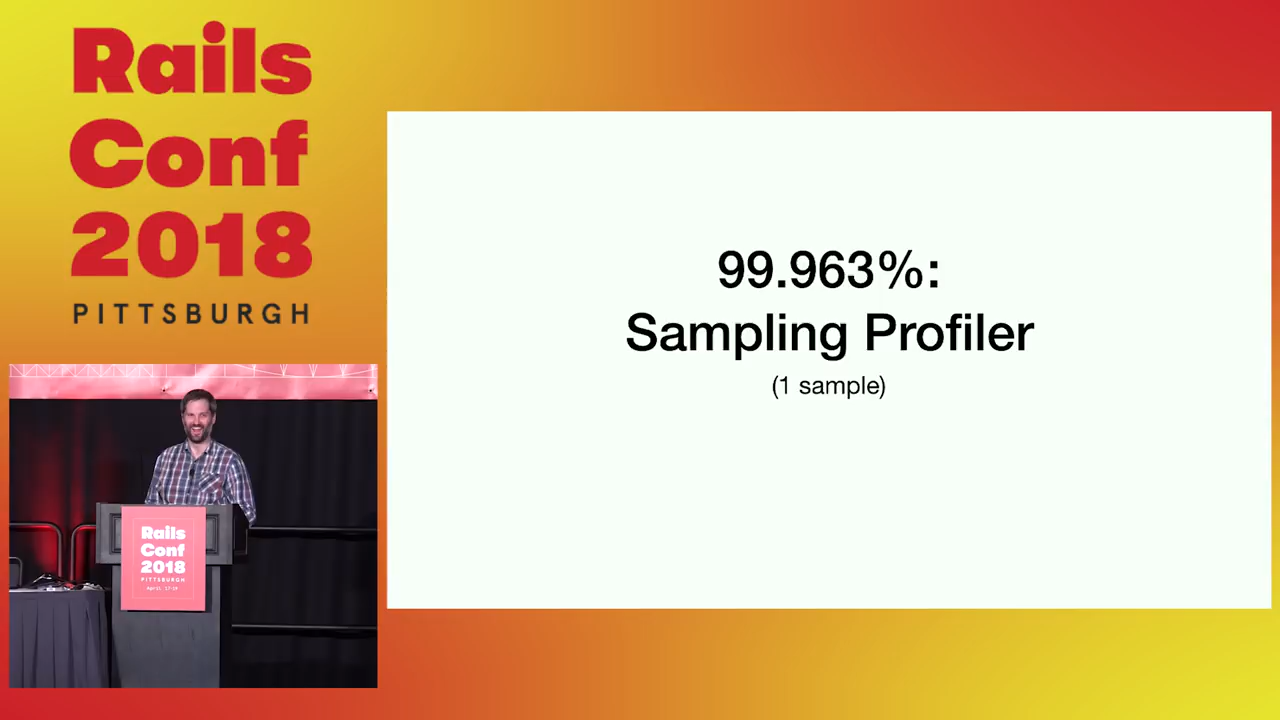 Rails
Conf
2018
PITTSBURGH
99.963%:
Sampling Profiler
(1 sample)
Rails
Conf
2018
PITTSBURGH